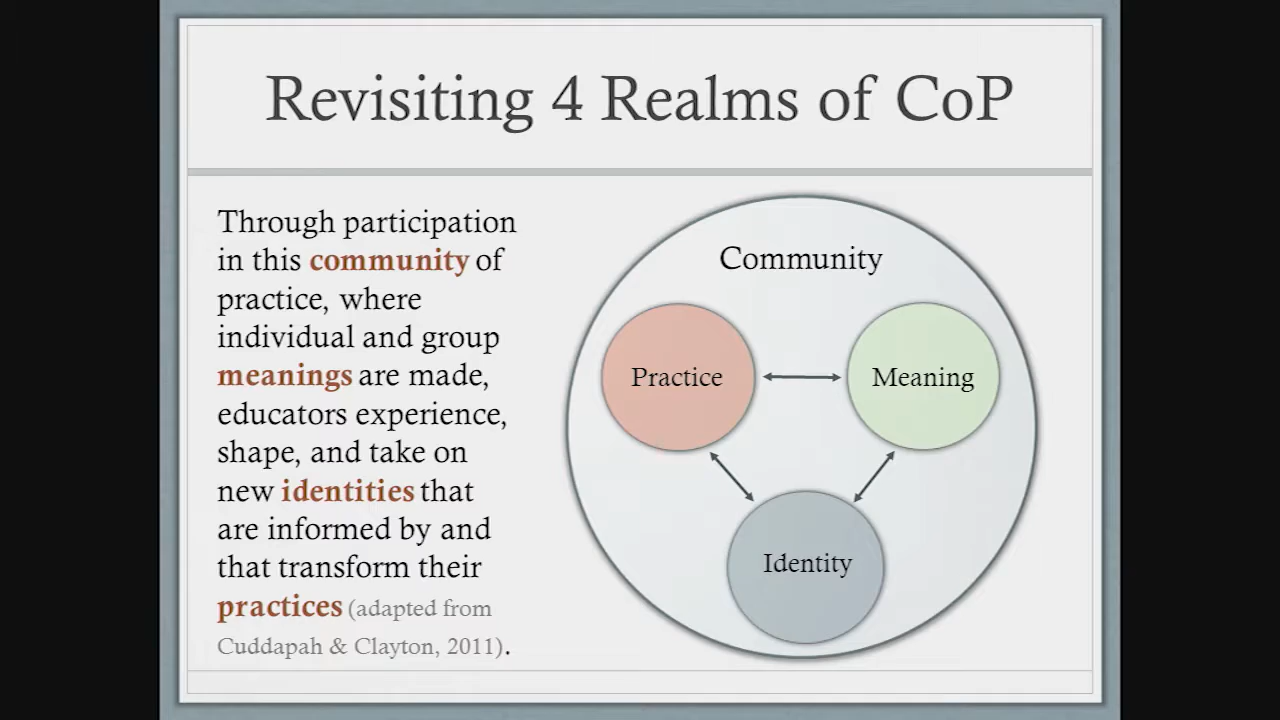 Revisiting 4 Realms of CoP
Through participation
in this community of
practice, where
individual and group
meanings are made,
educators experience,
shape, and take on
new identities that
are informed by and
that transform their
practices (adapted from
Cuddapah & Clayton, 2011).
Community
Practice
Meaning
Identity